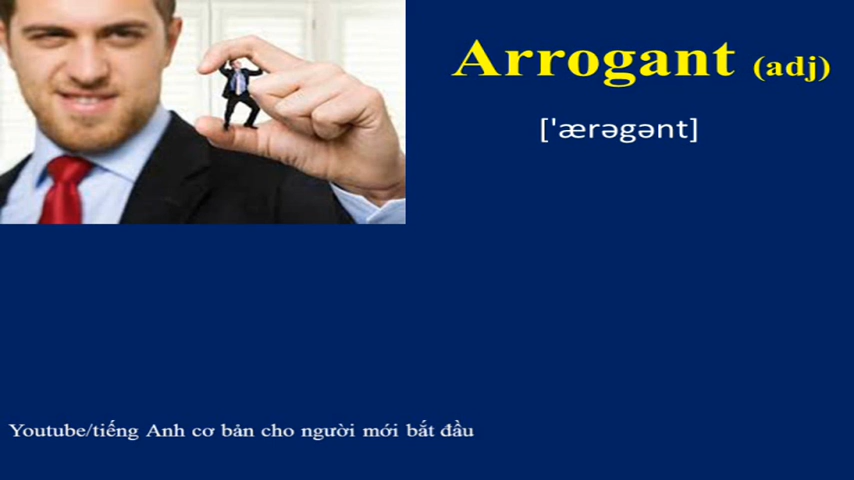 Arrogant (adj)
['ærəgənt]
Youtube/tiếng Anh cơ bản cho người mới bắt đầu